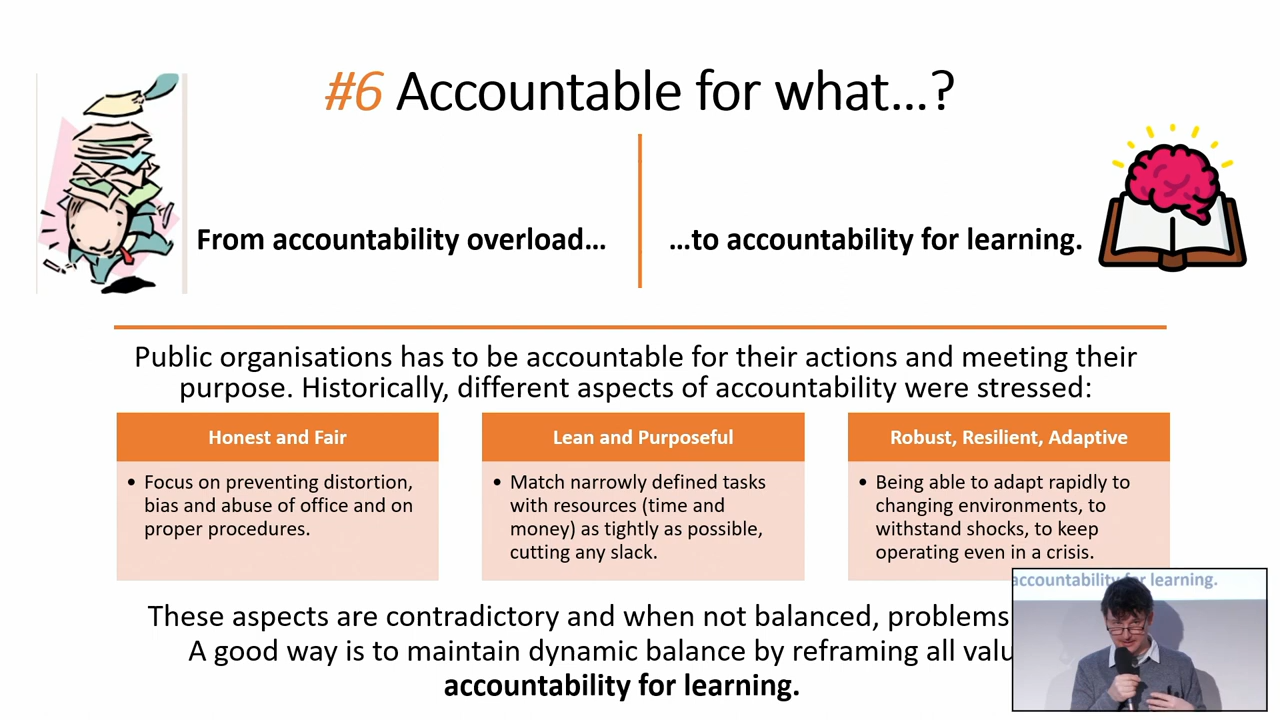 #6 Accountable for what...?
From accountability overload...
...to accountability for learning.
Public organisations has to be accountable for their actions and meeting their
purpose. Historically, different aspects of accountability were stressed:
Honest and Fair
• Focus on preventing distortion,
bias and abuse of office and on
proper procedures.
Lean and Purposeful
• Match narrowly defined tasks
with resources (time and
money) as tightly as possible,
cutting any slack.
Robust, Resilient, Adaptive
• Being able to adapt rapidly to
changing environments, to
withstand shocks, to keep
operating even in a crisis.
These aspects are contradictory and when not balanced, problems
A good way is to maintain dynamic balance by reframing all
accountability for learning.
accountability for learning.